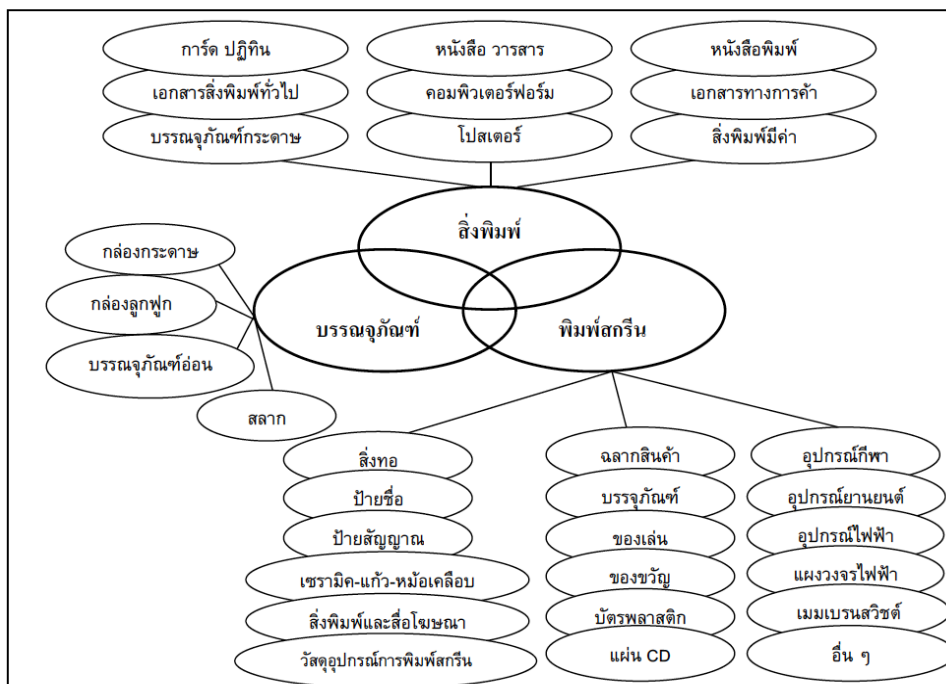 การ์ด ปฏิทิน
หนังสือ วารสาร
หนังสือพิมพ์
เอกสารสิ่งพิมพ์ทั่วไป
คอมพิวเตอร์ฟอร์ม
เอกสารทางการค้า
บรรณจุภัณฑ์กระดาษ
โปสเตอร์
สิ่งพิมพ์มีค่า
สิ่งพิมพ์
บรรณจุภัณฑ์
พิมพ์สกรีน
กล่องกระดาษ
กล่องลูกฟูก
บรรณจุภัณฑ์อ่อน
สลาก
สิ่งทอ
ป้ายชื่อ
ป้ายสัญญาณ
เซรามิค-แก้ว-หม้อเคลือบ
สิ่งพิมพ์และสื่อโฆษณา
วัสดุอุปกรณ์การพิมพ์สกรีน
ฉลากสินค้า
บรรจุภัณฑ์
ของเล่น
ของขวัญ
บัตรพลาสติก
แผ่น CD
อุปกรณ์กีฬา
อุปกรณ์ยานยนต์
อุปกรณ์ไฟฟ้า
แผงวงจรไฟฟ้า
เมมเบรนสวิชต์
อื่น ๆ